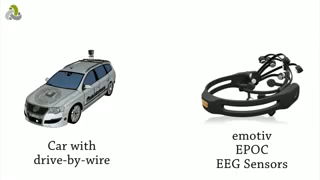 Car with
drive-by-wire
emotiv
EPOC
EEG Sensors